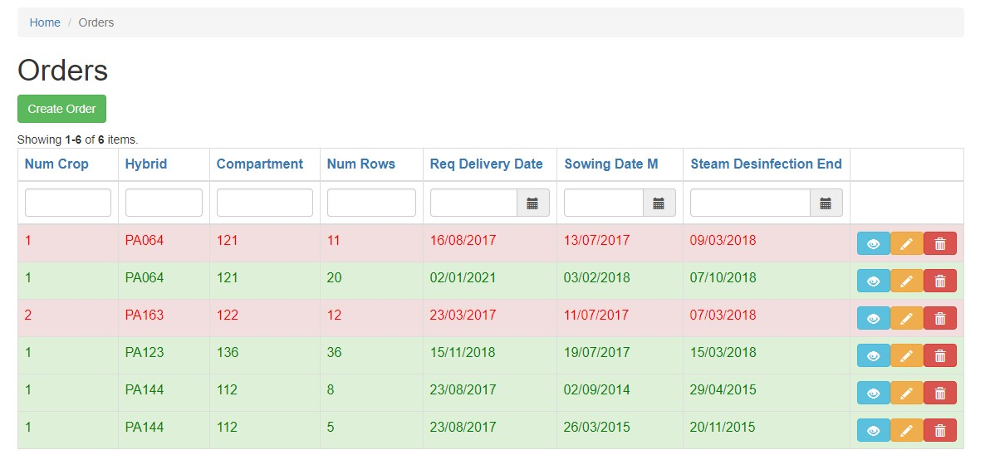 Home / Orders
Orders
Create Order
Showing 1-6 of 6 items.
Num Crop Hybrid Compartment Num Rows Req Delivery Date Sowing Date M Steam Desinfection End
1 PA064 121 11 16/08/2017 13/07/2017 09/03/2018
1 PA064 121 20 02/01/2021 03/02/2018 07/10/2018
2 PA163 122 12 23/03/2017 11/07/2017 07/03/2018
1 PA123 136 36 15/11/2018 19/07/2017 15/03/2018
1 PA144 112 8 23/08/2017 02/09/2014 29/04/2015
1 PA144 112 5 23/08/2017 26/03/2015 20/11/2015